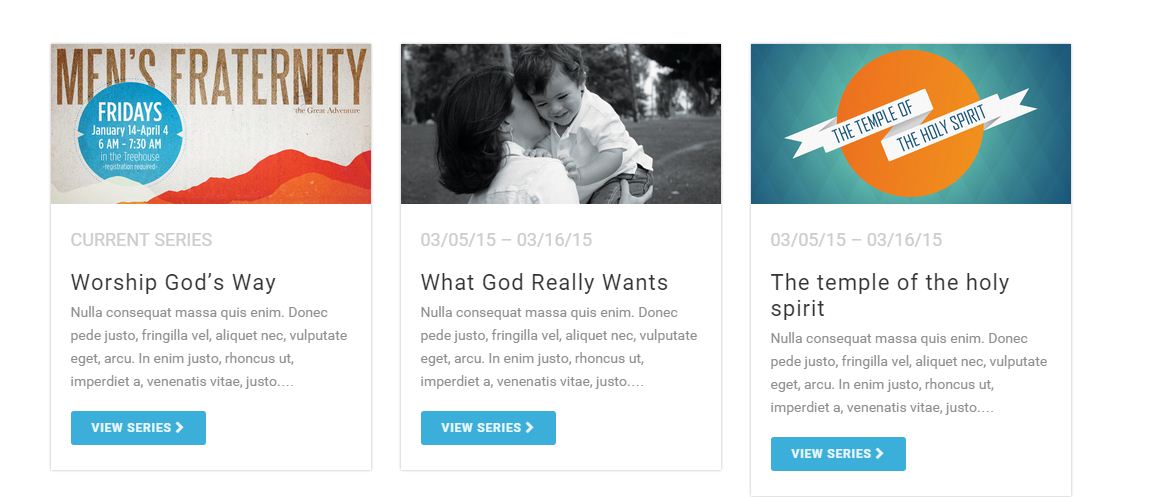 MEN'S FRATERNITY
the Great Adventure
FRIDAYS
January 14-April 4
6 AM - 7:30 AM
in the Treehouse
-registration required-
CURRENT SERIES
Worship God’s Way
Nulla consequat massa quis enim. Donec
pede justo, fringilla vel, aliquet nec, vulputate
eget, arcu. In enim justo, rhoncus ut,
imperdiet a, venenatis vitae, justo.…
VIEW SERIES
03/05/15 – 03/16/15
What God Really Wants
Nulla consequat massa quis enim. Donec
pede justo, fringilla vel, aliquet nec, vulputate
eget, arcu. In enim justo, rhoncus ut,
imperdiet a, venenatis vitae, justo.…
VIEW SERIES
THE TEMPLE OF
THE HOLY SPIRIT
03/05/15 – 03/16/15
The temple of the holy
spirit
Nulla consequat massa quis enim. Donec
pede justo, fringilla vel, aliquet nec, vulputate
eget, arcu. In enim justo, rhoncus ut,
imperdiet a, venenatis vitae, justo.…
VIEW SERIES